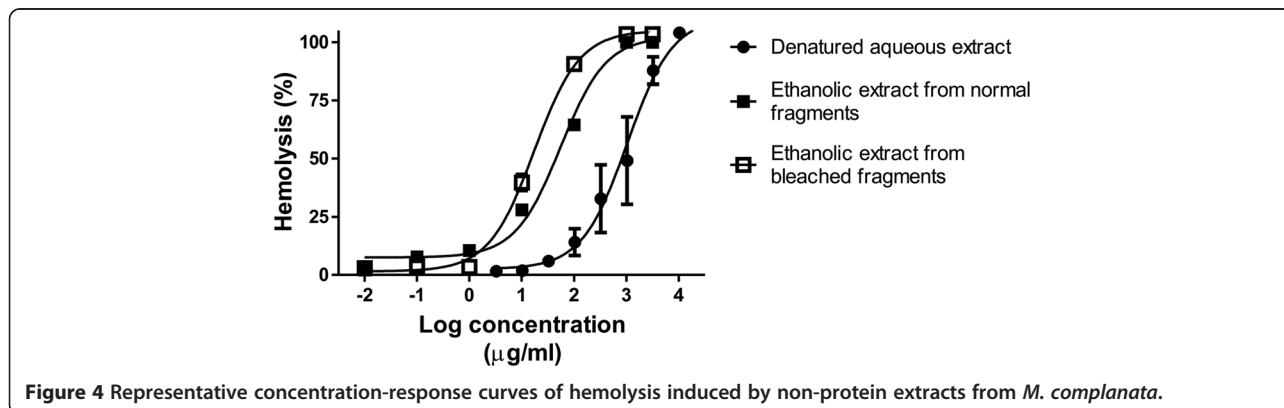 100
75
50
25
0
Hemolysis (%)
-2 -1 0 1 2 3 4
Log concentration
(μg/ml)
Denatured aqueous extract
Ethanolic extract from normal
fragments
Ethanolic extract from
bleached fragments
Figure 4 Representative concentration-response curves of hemolysis induced by non-protein extracts from M. complanata.